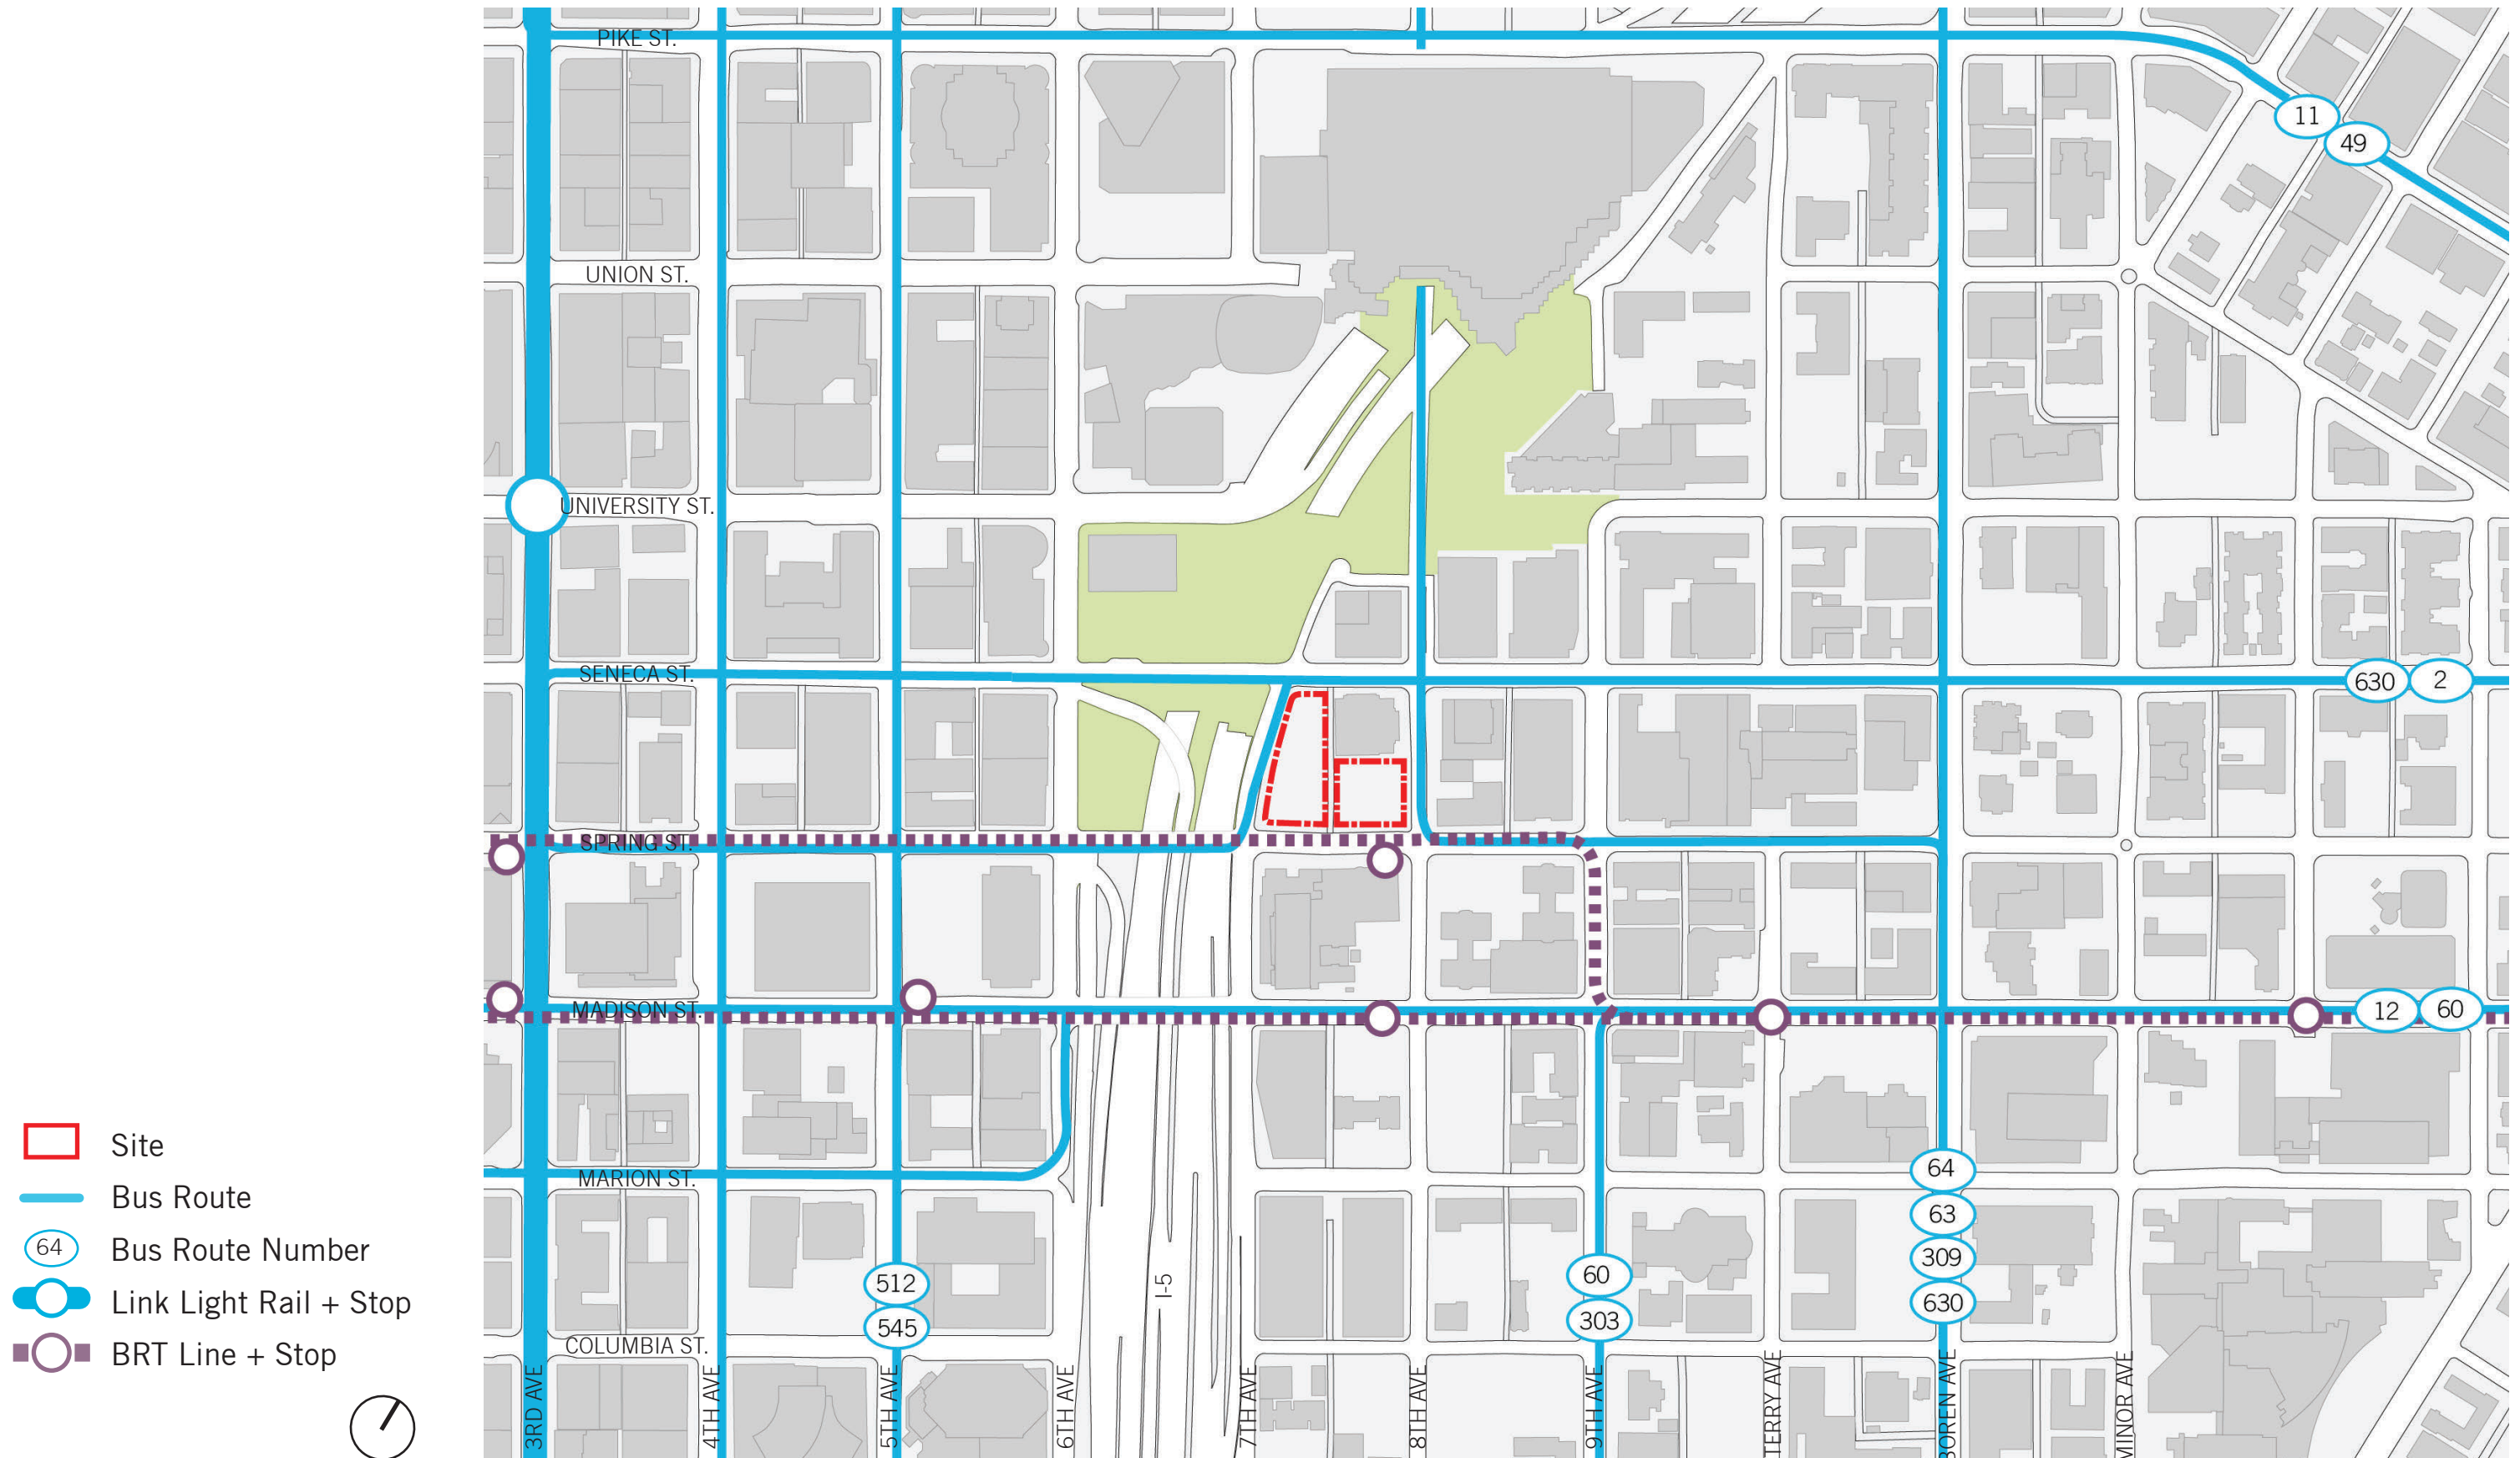 PIKE ST.
11
49
UNION ST.
UNIVERSITY ST.
SENECA ST.
630
2
SPRING ST.
MADISON ST.
12
60
Site
64
MARION ST.
Bus Route
63
64
Bus Route Number
309
60
512
I-5
Link Light Rail + Stop
630
303
545
COLUMBIA ST.
BRT Line + Stop
3RD AVE
4TH AVE
5TH AVE
6TH AVE
7TH AVE
8TH AVE
9TH AVE
TERRY AVE
BOREN AVE
MINOR AVE